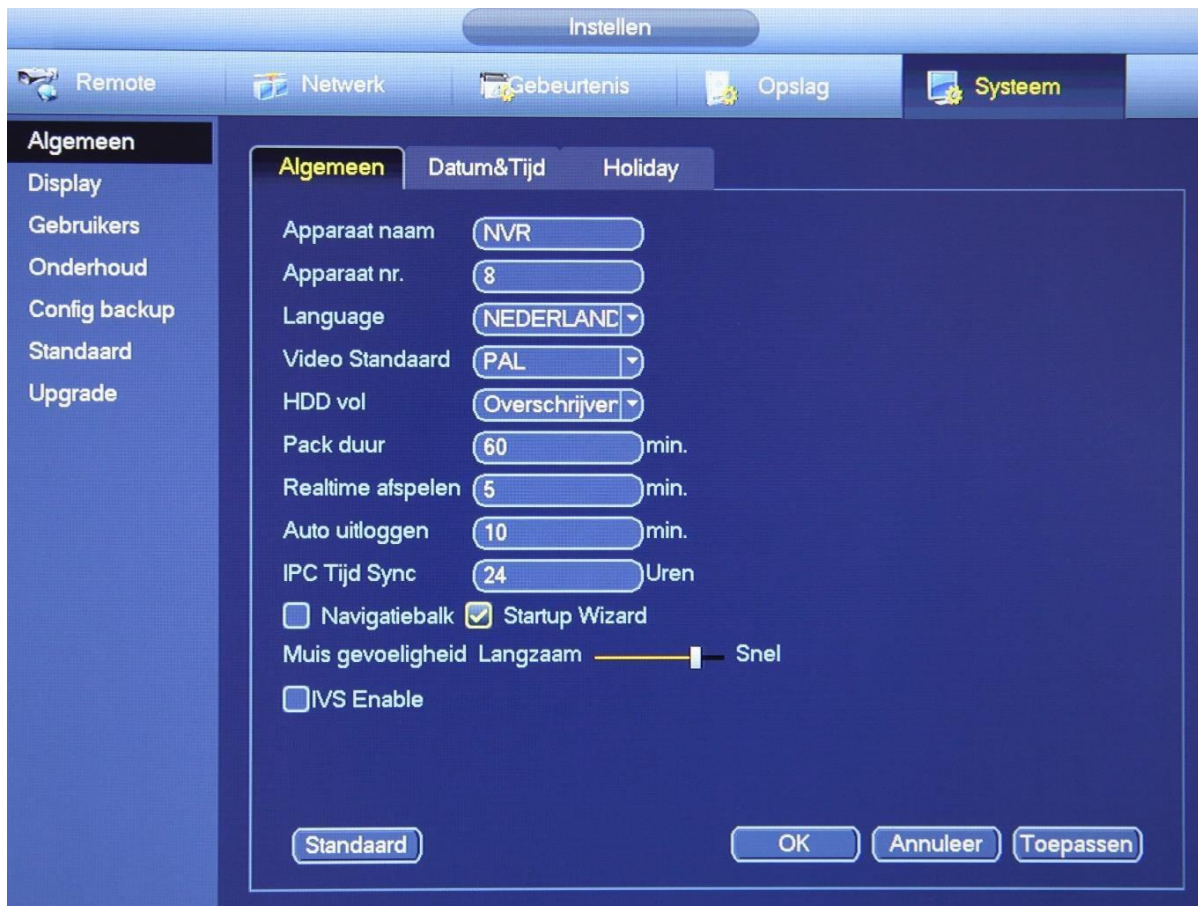 Instellen
Remote Netwerk Gebeurtenis Opslag Systeem
Algemeen
Display
Gebruikers
Onderhoud
Config backup
Standaard
Upgrade
Algemeen Datum&Tijd Holiday
Apparaat naam NVR
Apparaat nr. 8
Language NEDERLAND
Video Standaard PAL
HDD vol Overschrijven
Pack duur 60 min.
Realtime afspelen 5 min.
Auto uitloggen 10 min.
IPC Tijd Sync 24 Uren
Navigatiebalk Startup Wizard
Muis gevoeligheid Langzaam Snel
IVS Enable
Standaard OK Annuleer Toepassen